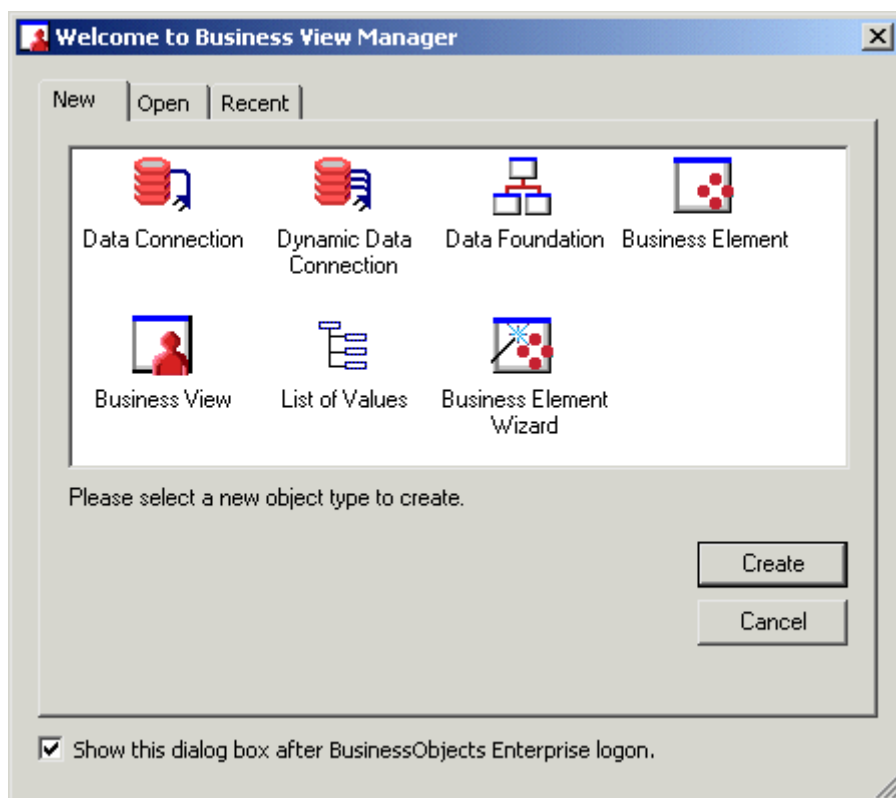 Welcome to Business View Manager
New
Open
Recent
Data Connection
Dynamic Data
Connection
Data Foundation
Business Element
Business View
List of Values
Business Element
Wizard
Please select a new object type to create.
Create
Cancel
Show this dialog box after BusinessObjects Enterprise logon.